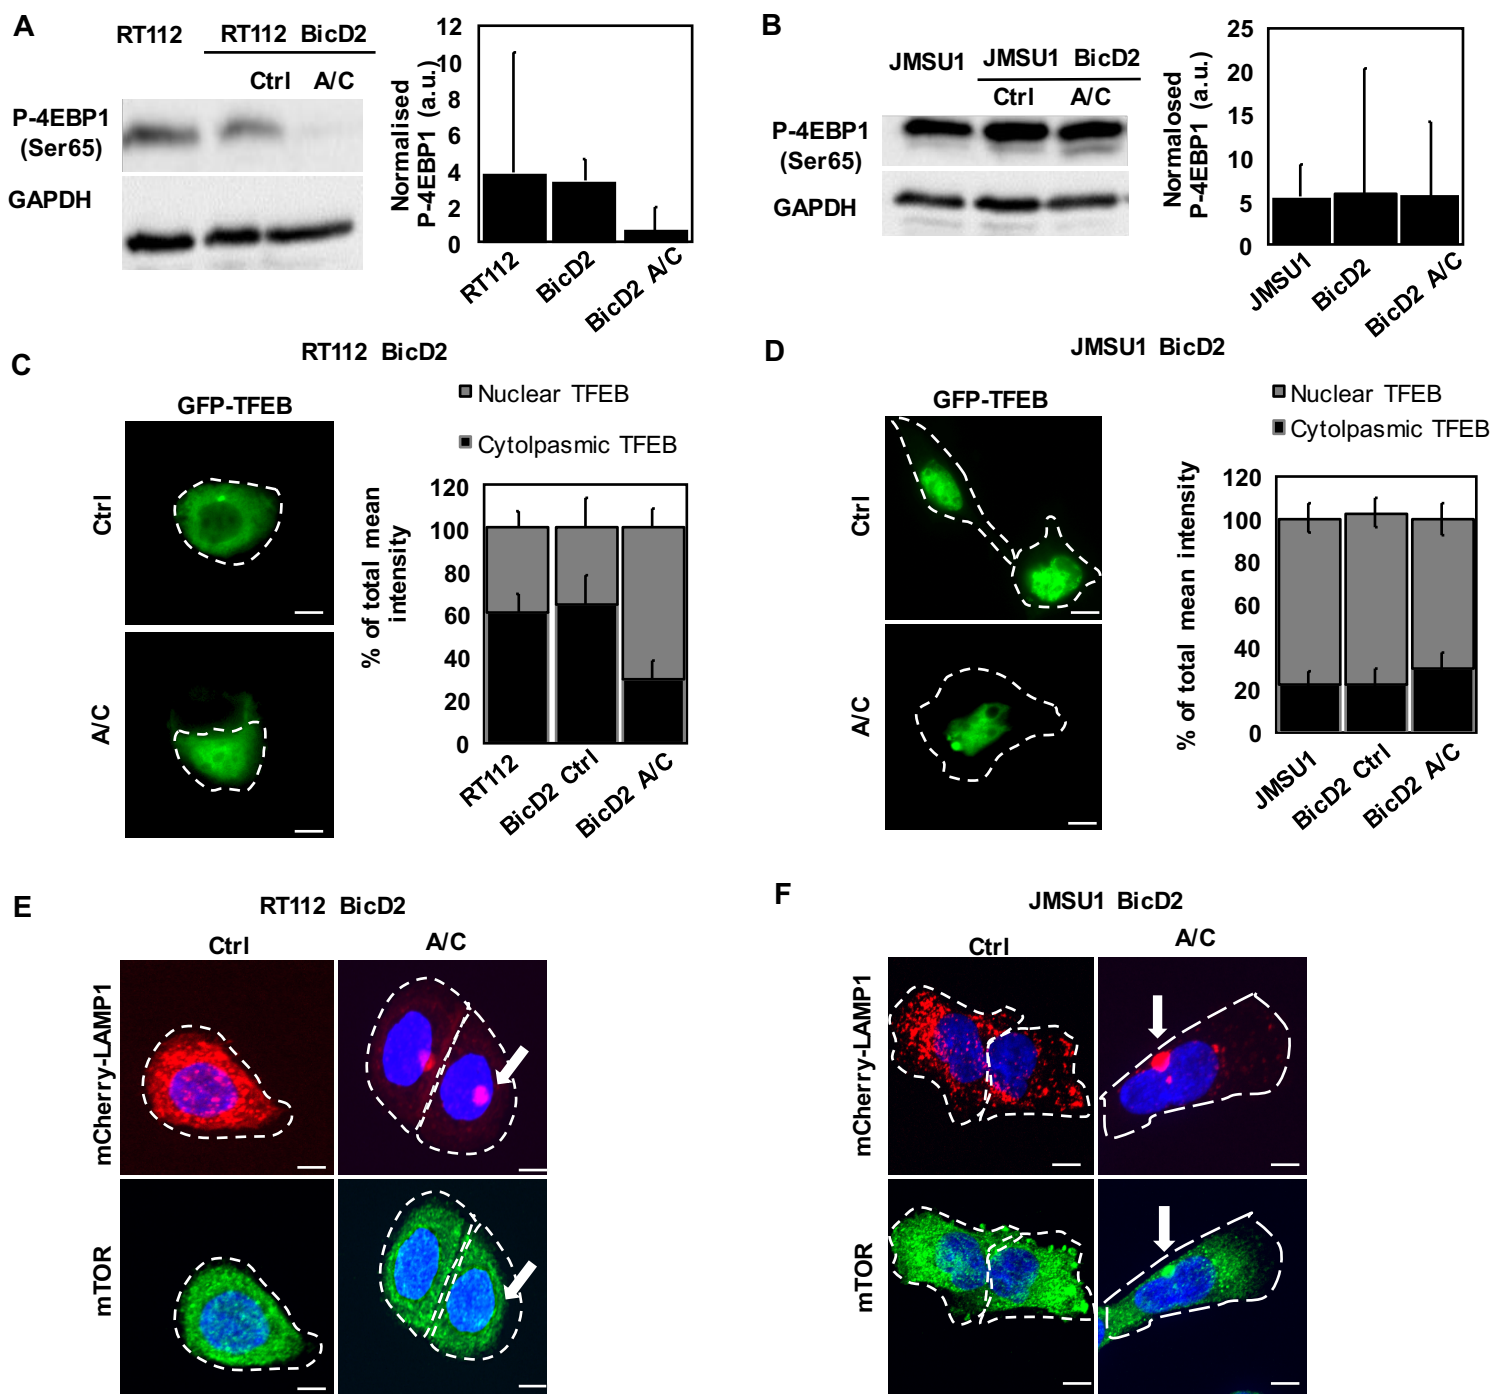 A
RT112
RT112 BicD2
Ctrl
A/C
P-4EBP1
(Ser65)
GAPDH
Normalised
P-4EBP1 (a.u.)
12
10
8
6
4
2
0
RT112
BicD2
BicD2 A/C
B
JMSU1
JMSU1 BicD2
Ctrl
A/C
P-4EBP1
(Ser65)
GAPDH
Normalosed
P-4EBP1 (a.u.)
25
20
15
10
5
0
JMSU1
BicD2
BicD2 A/C
C
RT112 BicD2
GFP-TFEB
Ctrl
A/C
Nuclear TFEB
Cytolpasmic TFEB
% of total mean
intensity
120
100
80
60
40
20
0
RT112
BicD2 Ctrl
BicD2 A/C
D
JMSU1 BicD2
GFP-TFEB
Ctrl
A/C
Nuclear TFEB
Cytolpasmic TFEB
% of total mean intensity
120
100
80
60
40
20
0
JMSU1
BicD2 Ctrl
BicD2 A/C
E
RT112 BicD2
Ctrl
A/C
mCherry-LAMP1
mTOR
F
JMSU1 BicD2
Ctrl
A/C
mCherry-LAMP1
mTOR